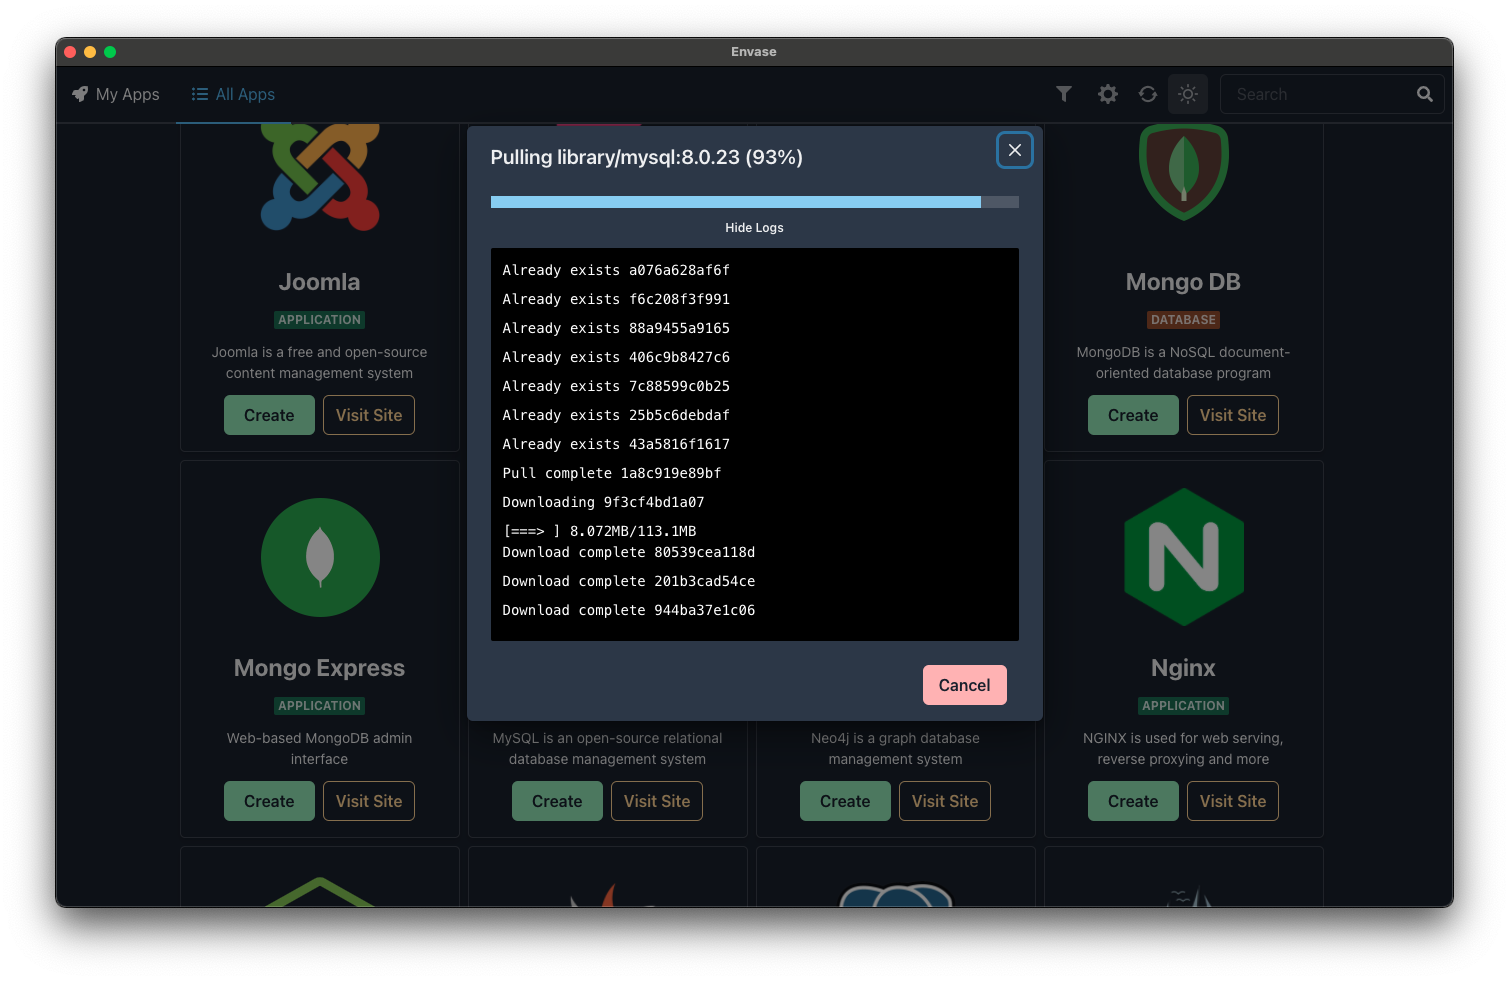 Envase
My Apps
All Apps
Search
Pulling library/mysql:8.0.23 (93%)
Hide Logs
Already exists a076a628af6f
Already exists f6c208f3f991
Already exists 88a9455a9165
Already exists 406c9b8427c6
Already exists 7c88599c0b25
Already exists 25b5c6debdaf
Already exists 43a5816f1617
Pull complete 1a8c919e89bf
Downloading 9f3cf4bd1a07
[===> ] 8.072MB/113.1MB
Download complete 80539cea118d
Download complete 201b3cad54ce
Download complete 944ba37e1c06
Cancel
Joomla
APPLICATION
Joomla is a free and open-source
content management system
Create
Visit Site
Mongo DB
DATABASE
MongoDB is a NoSQL document-
oriented database program
Create
Visit Site
Mongo Express
APPLICATION
Web-based MongoDB admin
interface
Create
Visit Site
MySQL is an open-source relational
database management system
Create
Visit Site
Neo4j is a graph database
management system
Create
Visit Site
N
Nginx
APPLICATION
NGINX is used for web serving,
reverse proxying and more
Create
Visit Site